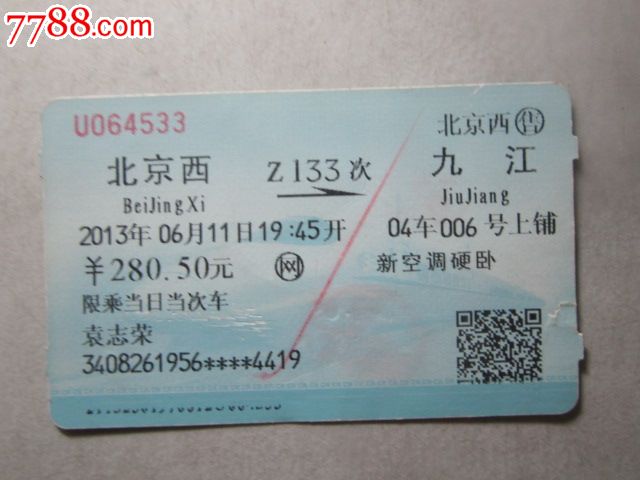 7788.com
U064533
北京西售
北京西 Z133次 九江
BeiJingXi JiuJiang
2013年06月11日19:45开 04车006号上铺
￥280.50元 网 新空调硬卧
限乘当日当次车
袁志荣
3408261956****4419